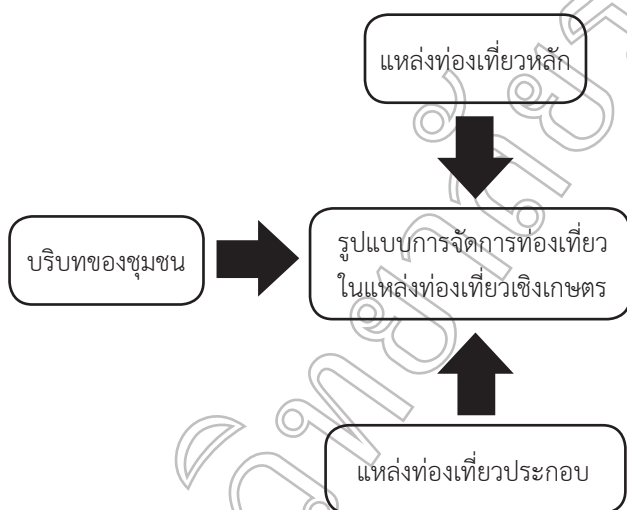 แหล่งท่องเที่ยวหลัก
บริบทของชุมชน
รูปแบบการจัดการท่องเที่ยว
ในแหล่งท่องเที่ยวเชิงเกษตร
แหล่งท่องเที่ยวประกอบ